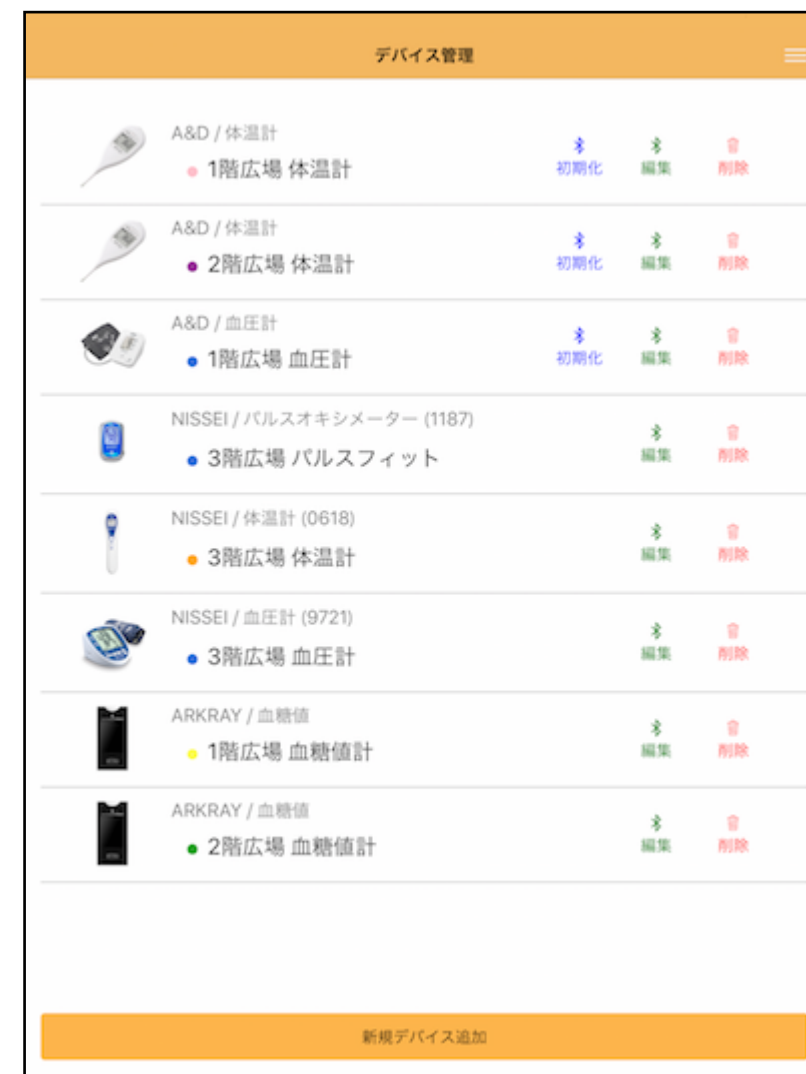 デバイス管理
A&D / 体温計
1階広場 体温計
初期化 編集 削除
A&D / 体温計
2階広場 体温計
初期化 編集 削除
A&D / 血圧計
1階広場 血圧計
初期化 編集 削除
NISSEI / パルスオキシメーター (1187)
3階広場 パルスフィット
編集 削除
NISSEI / 体温計 (0618)
3階広場 体温計
編集 削除
NISSEI / 血圧計 (9721)
3階広場 血圧計
編集 削除
ARKRAY / 血糖値
1階広場 血糖値計
編集 削除
ARKRAY / 血糖値
2階広場 血糖値計
編集 削除
新規デバイス追加